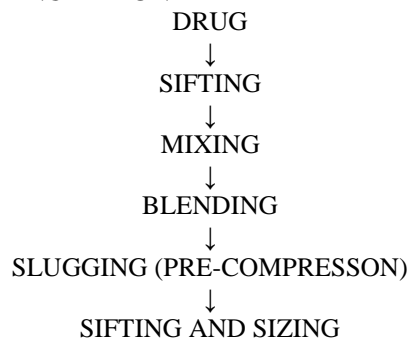 DRUG
↓
SIFTING
↓
MIXING
↓
BLENDING
↓
SLUGGING (PRE-COMPRESSON)
↓
SIFTING AND SIZING